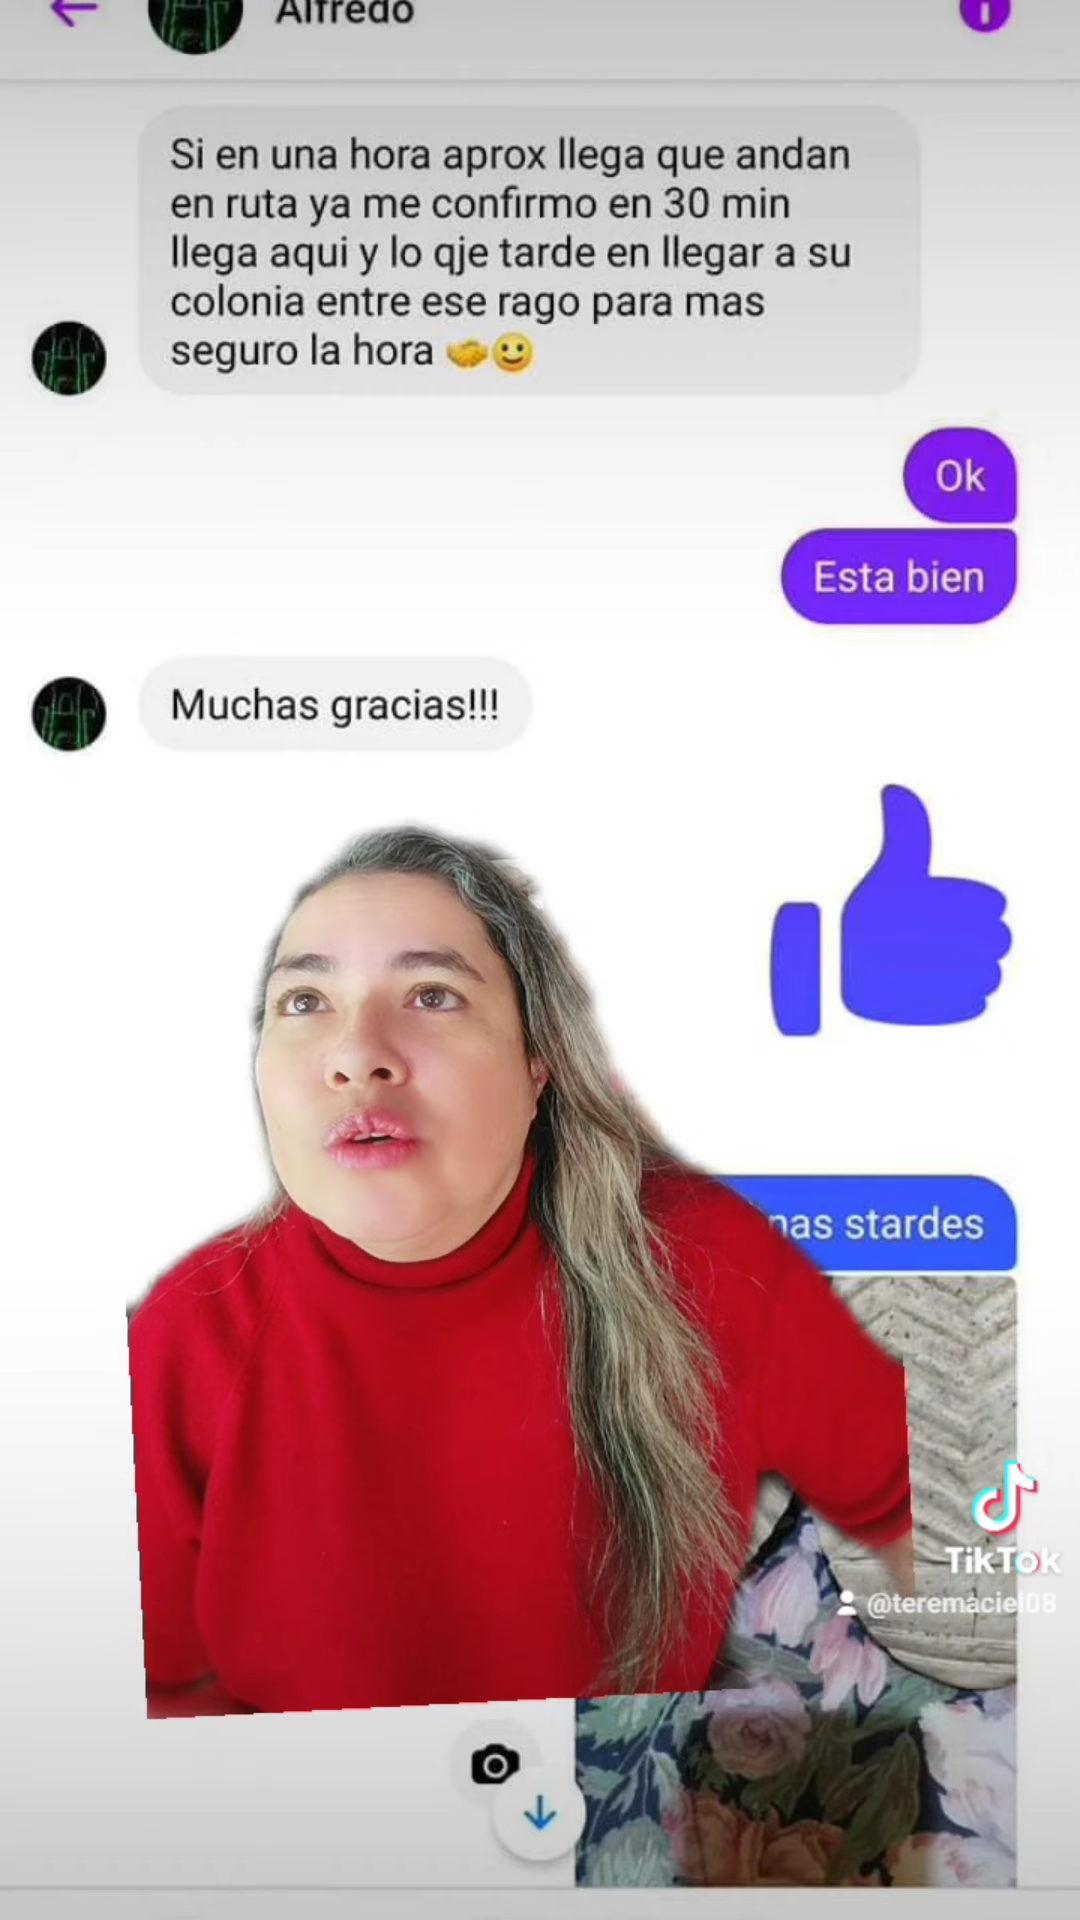 Alfredo
Si en una hora aprox llega que andan
en ruta ya me confirmo en 30 min
llega aqui y lo qje tarde en llegar a su
colonia entre ese rago para mas
seguro la hora 🤝🙂
Ok
Esta bien
Muchas gracias!!!
nas stardes
TikTok
@teremaciel08